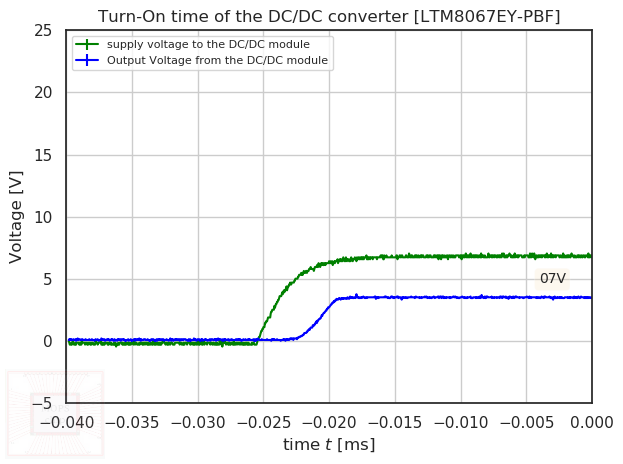 Turn-On time of the DC/DC converter [LTM8067EY-PBF]
supply voltage to the DC/DC module
Output Voltage from the DC/DC module
25
20
15
10
5
0
−5
Voltage [V]
07V
−0.040 −0.035 −0.030 −0.025 −0.020 −0.015 −0.010 −0.005 0.000
time t [ms]